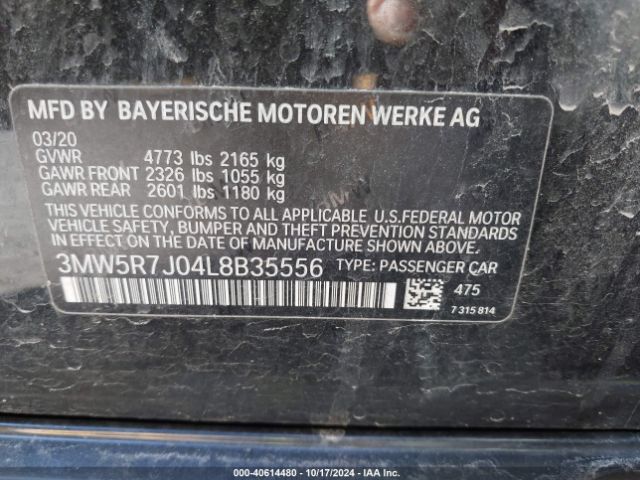 MFD BY BAYERISCHE MOTOREN WERKE AG
03/20
GVWR 4773 lbs 2165 kg
GAWR FRONT 2326 lbs 1055 kg
GAWR REAR 2601 lbs 1180 kg
THIS VEHICLE CONFORMS TO ALL APPLICABLE U.S.FEDERAL MOTOR
VEHICLE SAFETY, BUMPER AND THEFT PREVENTION STANDARDS
IN EFFECT ON THE DATE OF MANUFACTURE SHOWN ABOVE.
3MW5R7J04L8B35556 TYPE: PASSENGER CAR
475
7 315 814
000-40614480 - 10/17/2024 - IAA Inc.